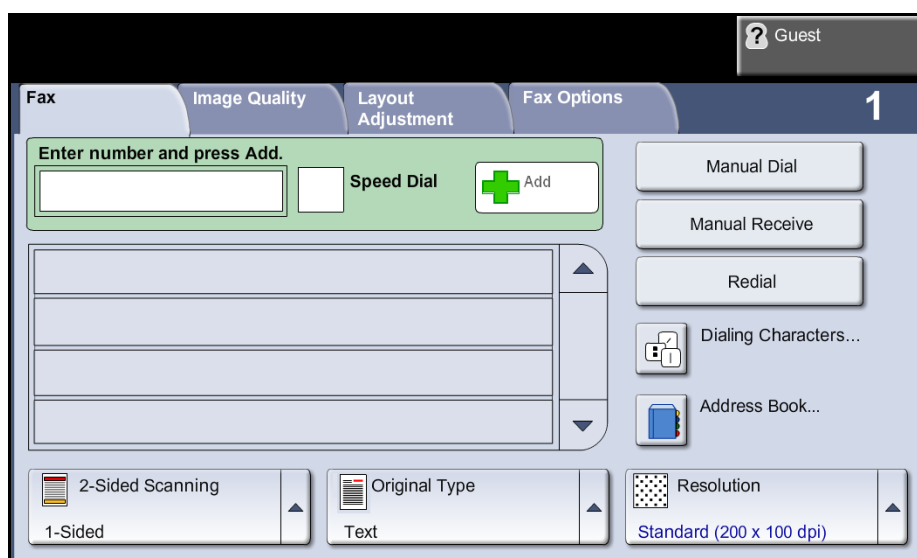 ? Guest
Fax
Image Quality
Layout
Adjustment
Fax Options
1
Enter number and press Add.
Speed Dial
Add
Manual Dial
Manual Receive
Redial
Dialing Characters...
Address Book...
2-Sided Scanning
1-Sided
Original Type
Text
Resolution
Standard (200 x 100 dpi)